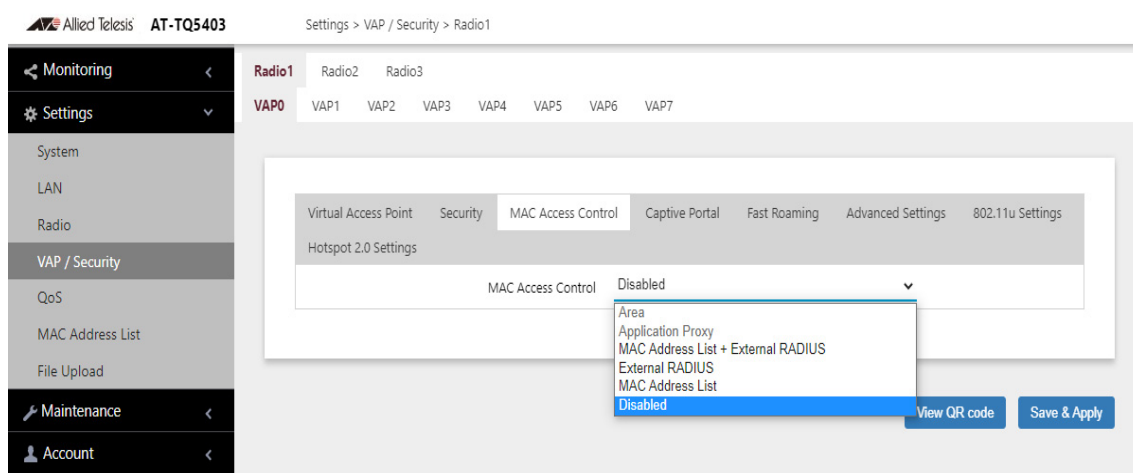 Allied Telesis AT-TQ5403 Settings > VAP / Security > Radio1
Monitoring
Radio1 Radio2 Radio3
Settings
VAP0 VAP1 VAP2 VAP3 VAP4 VAP5 VAP6 VAP7
System
LAN
Radio
VAP / Security
QoS
MAC Address List
File Upload
Maintenance
Account
Virtual Access Point Security MAC Access Control Captive Portal Fast Roaming Advanced Settings 802.11u Settings
Hotspot 2.0 Settings
MAC Access Control Disabled
Area
Application Proxy
MAC Address List + External RADIUS
External RADIUS
MAC Address List
Disabled
View QR code Save & Apply